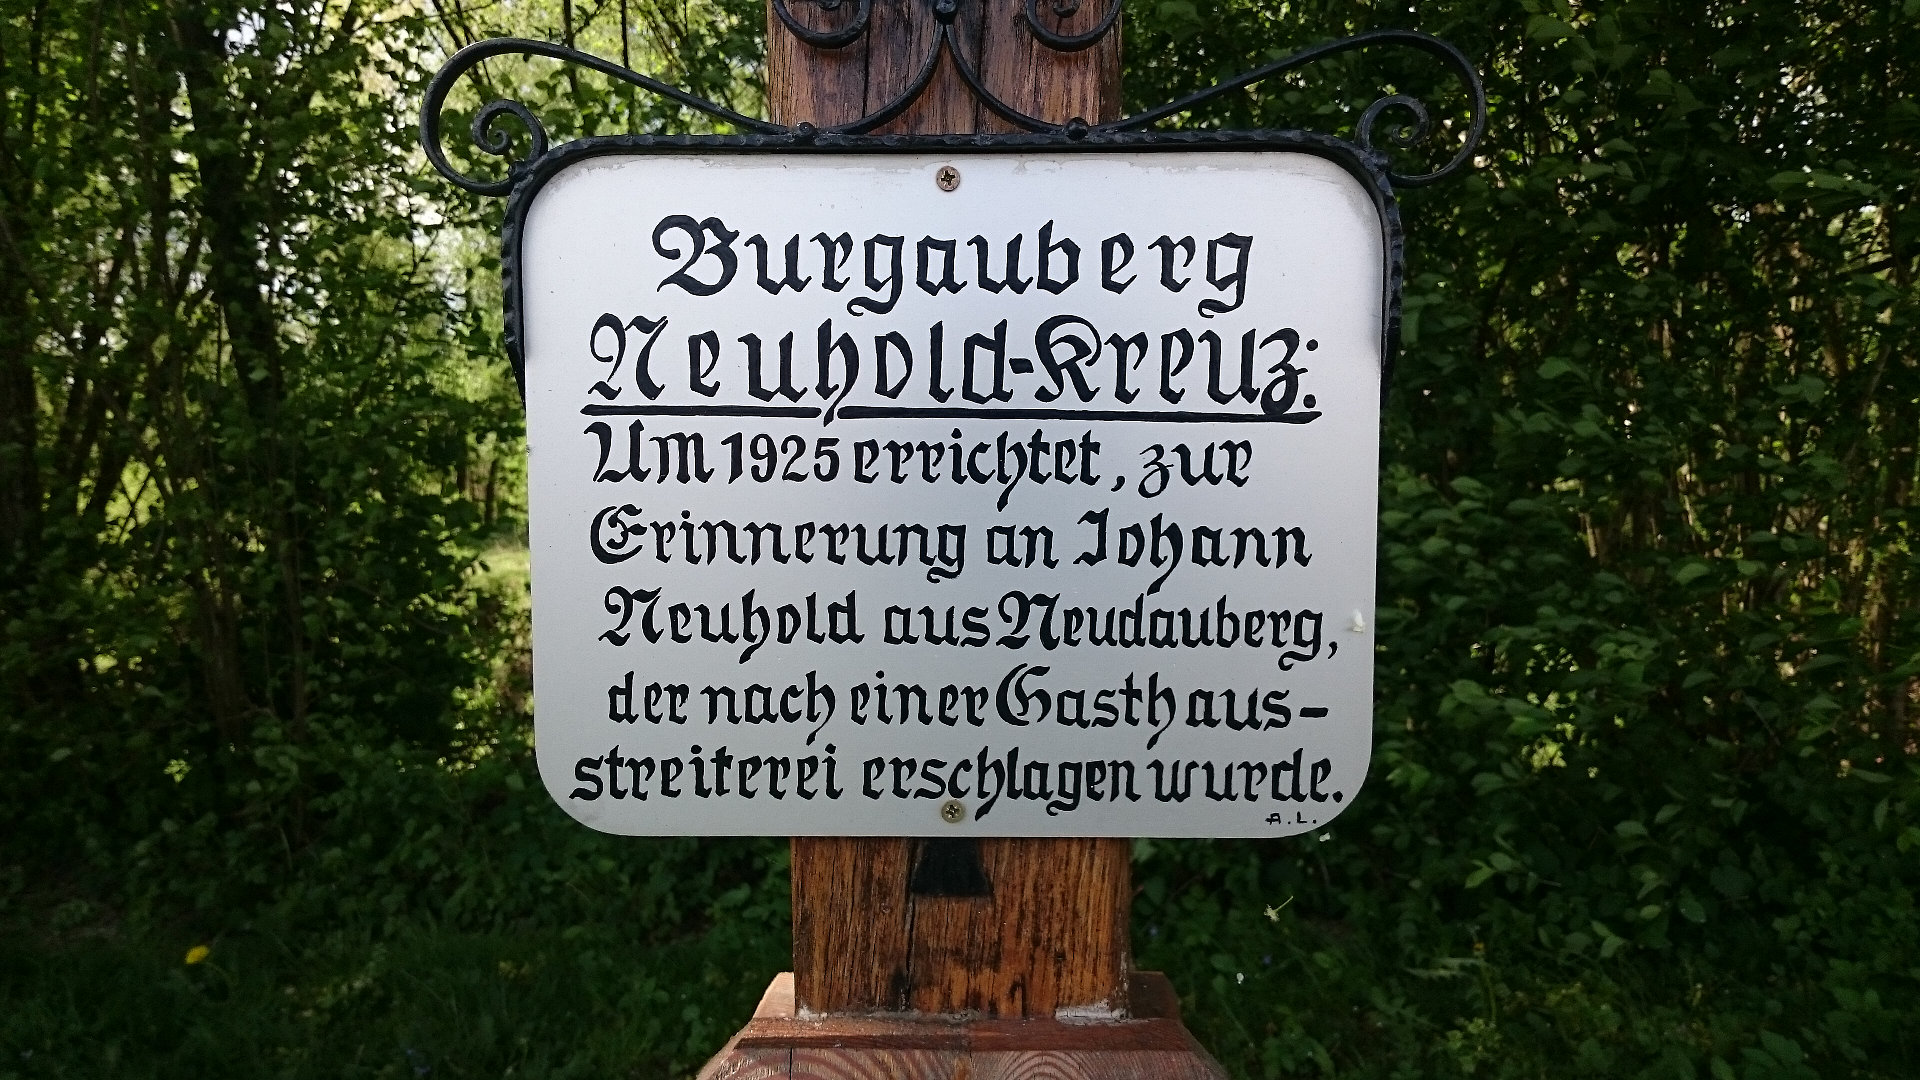 Burgauberg
Neuhold-Kreuz:
Um 1925 errichtet, zur
Erinnerung an Johann
Neuhold aus Neudauberg,
der nach einer Gasthaus-
streiterei erschlagen wurde.
A.L.